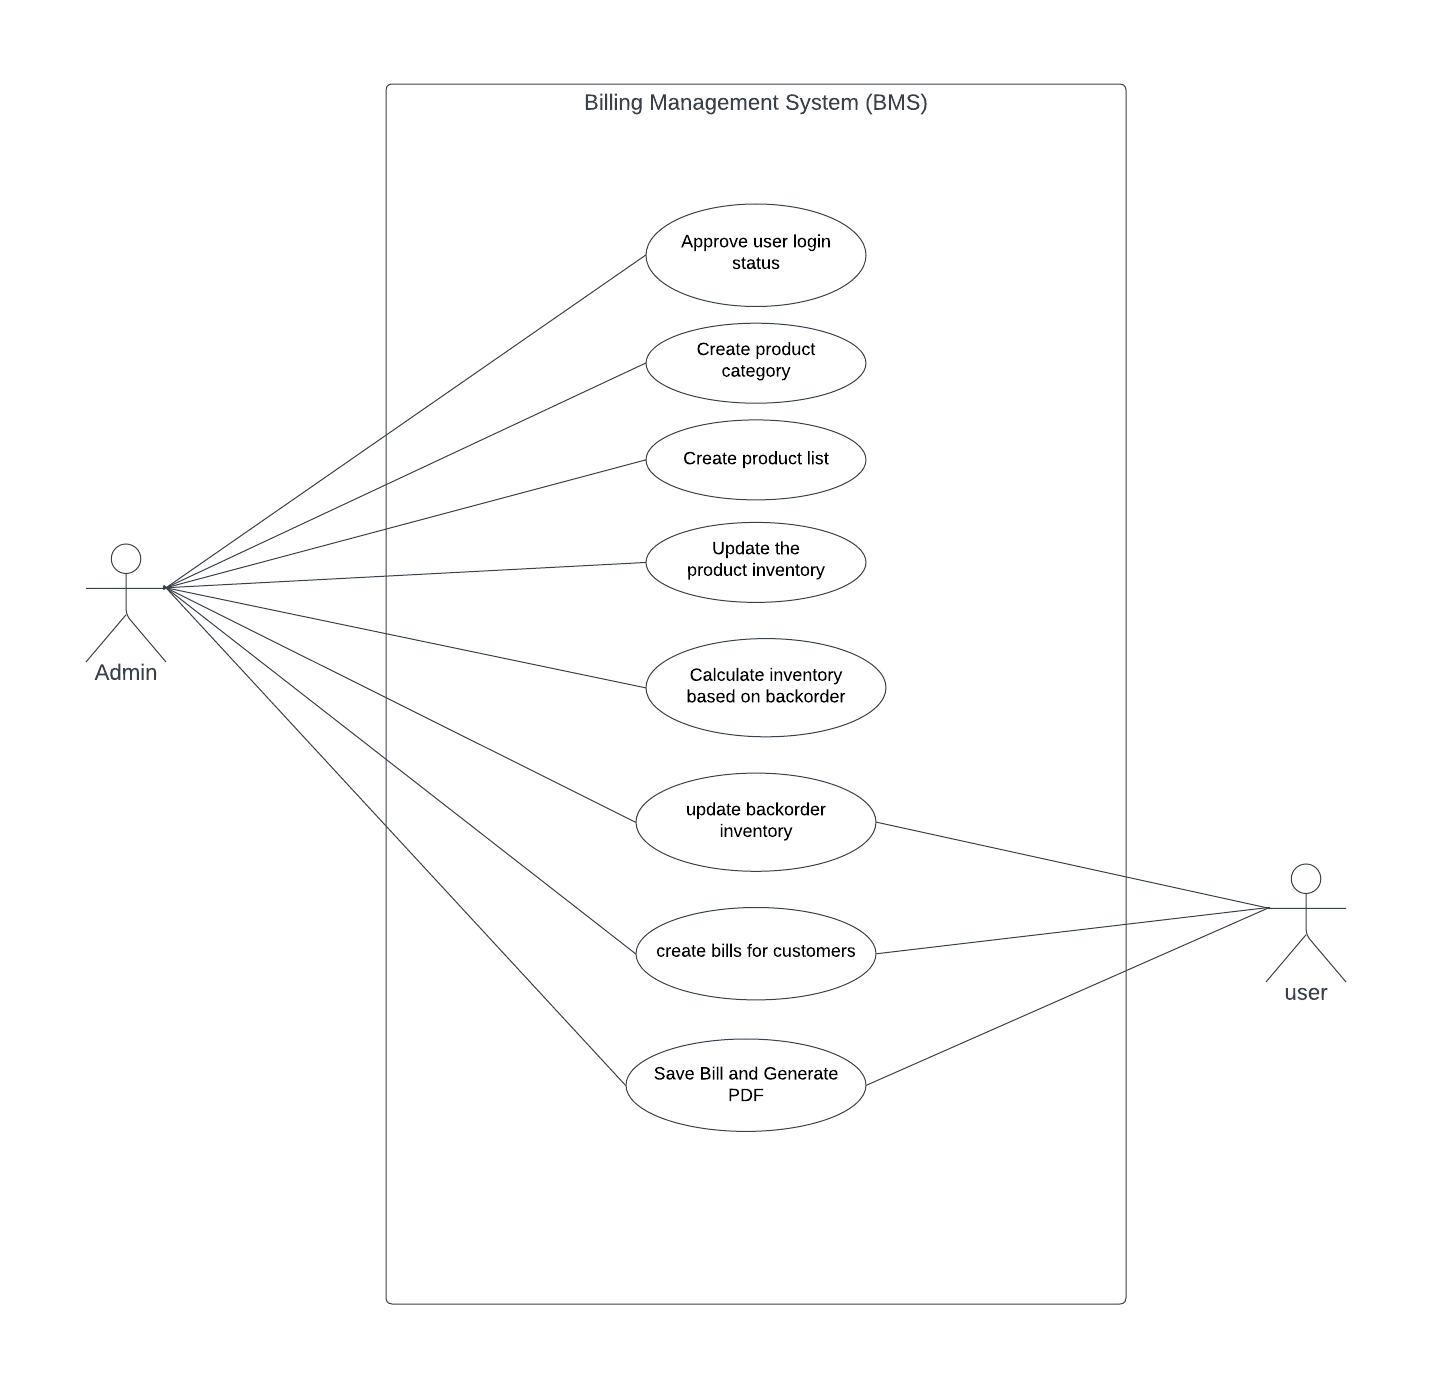 Billing Management System (BMS)
Approve user login
status
Create product
category
Create product list
Update the
product inventory
Admin
Calculate inventory
based on backorder
update backorder
inventory
create bills for customers
user
Save Bill and Generate
PDF